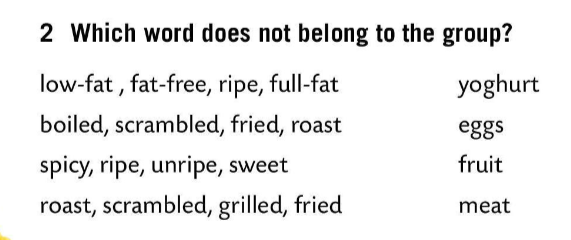 2 Which word does not belong to the group?
low-fat , fat-free, ripe, full-fat yoghurt
boiled, scrambled, fried, roast eggs
spicy, ripe, unripe, sweet fruit
roast, scrambled, grilled, fried meat